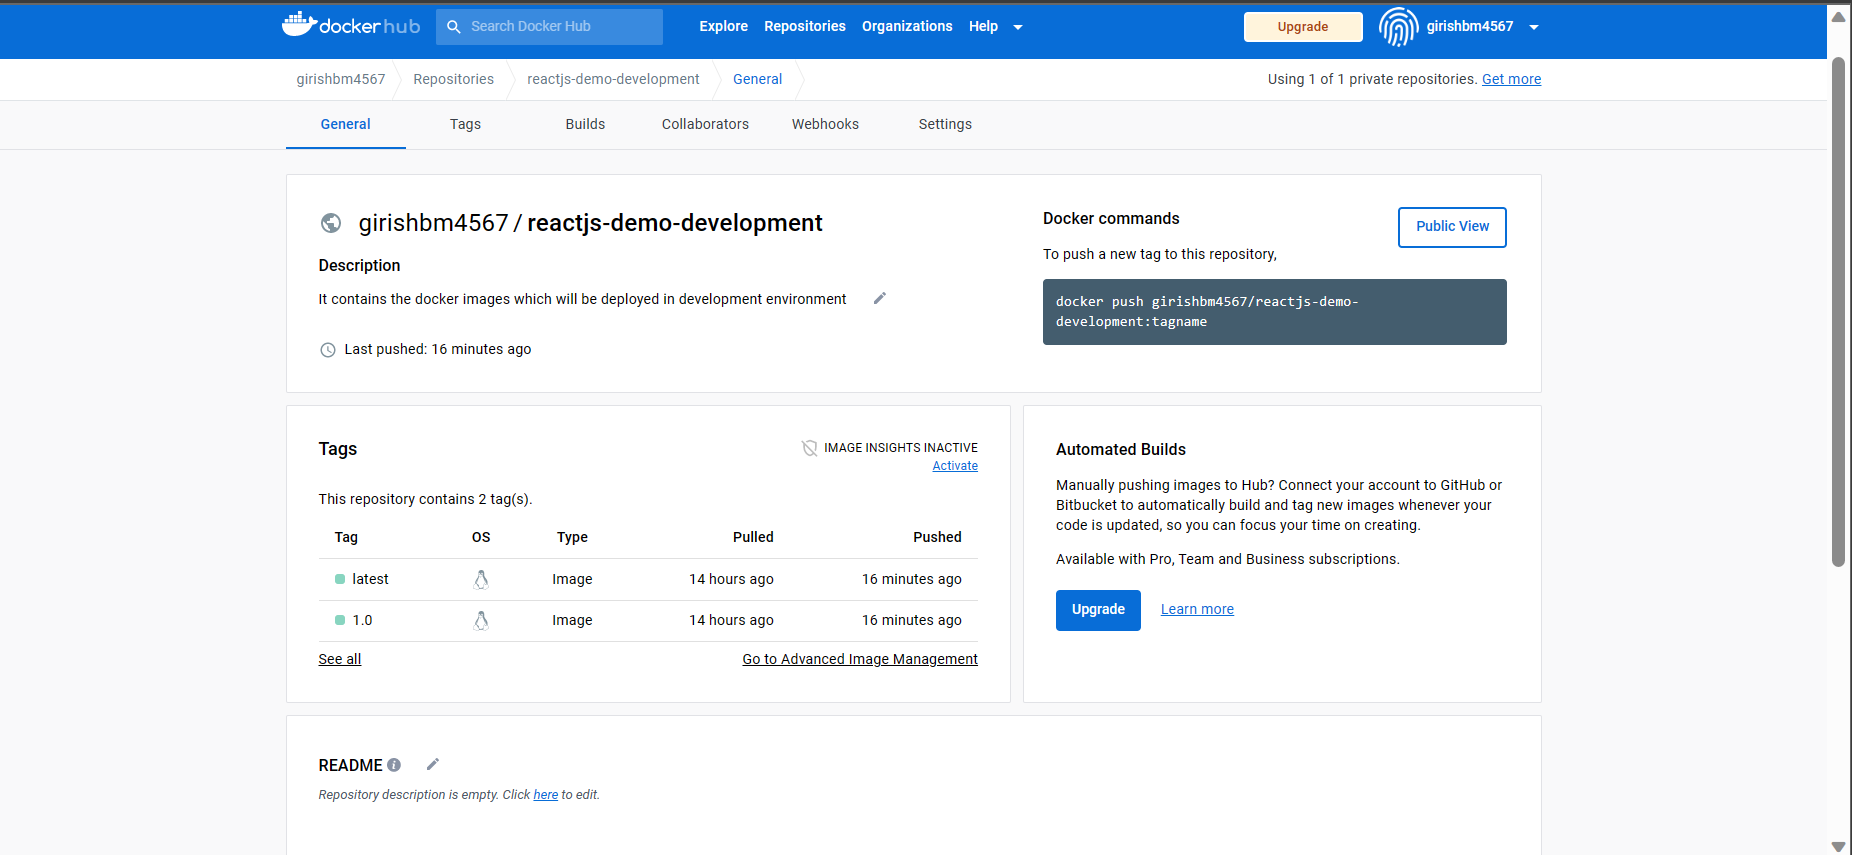 dockerhub
Search Docker Hub
Explore Repositories Organizations Help
Upgrade
girishbm4567
girishbm4567 Repositories reactjs-demo-development General
Using 1 of 1 private repositories. Get more
General Tags Builds Collaborators Webhooks Settings
girishbm4567 / reactjs-demo-development
Description
It contains the docker images which will be deployed in development environment
Last pushed: 16 minutes ago
Docker commands
Public View
To push a new tag to this repository,
docker push girishbm4567/reactjs-demo-
development:tagname
Tags
IMAGE INSIGHTS INACTIVE
Activate
This repository contains 2 tag(s).
Tag OS Type Pulled Pushed
latest Image 14 hours ago 16 minutes ago
1.0 Image 14 hours ago 16 minutes ago
See all Go to Advanced Image Management
Automated Builds
Manually pushing images to Hub? Connect your account to GitHub or
Bitbucket to automatically build and tag new images whenever your
code is updated, so you can focus your time on creating.
Available with Pro, Team and Business subscriptions.
Upgrade Learn more
README
Repository description is empty. Click here to edit.